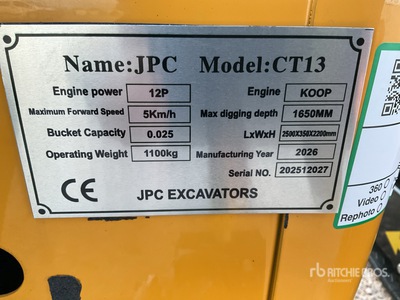 Name:JPC Model:CT13
Engine power 12P Engine KOOP
Maximum Forward Speed 5Km/h Max digging depth 1650MM
Bucket Capacity 0.025 LxWxH 2500X350X2200mm
Operating Weight 1100kg Manufacturing Year 2026
Serial NO. 202512027
CE JPC EXCAVATORS
360
Video
Rephoto
rb RITCHIE BROS